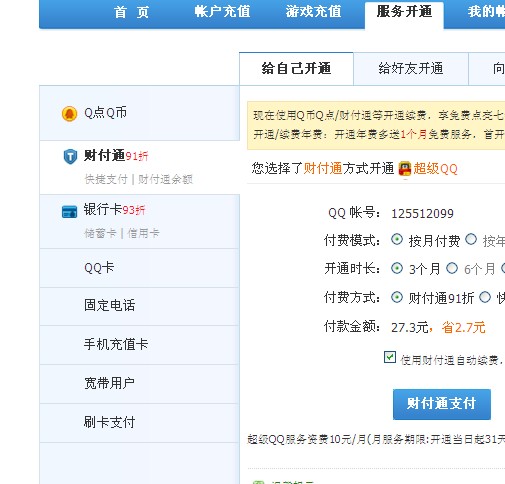 首 页 帐户充值 游戏充值 服务开通 我的帐
给自己开通 给好友开通 向
Q点Q币
财付通91折
快捷支付 | 财付通余额
银行卡93折
储蓄卡 | 信用卡
QQ卡
固定电话
手机充值卡
宽带用户
刷卡支付
现在使用Q币Q点/财付通等开通续费，享免费点亮七
开通/续费年费：开通年费多送1个月免费服务，首开
您选择了财付通方式开通 超级QQ
QQ 帐号： 125512099
付费模式： 按月付费 按年
开通时长： 3个月 6个月
付费方式： 财付通91折 快
付款金额： 27.3元，省2.7元
使用财付通自动续费，
财付通支付
超级QQ服务资费10元/月(月服务期限:开通当日起31天